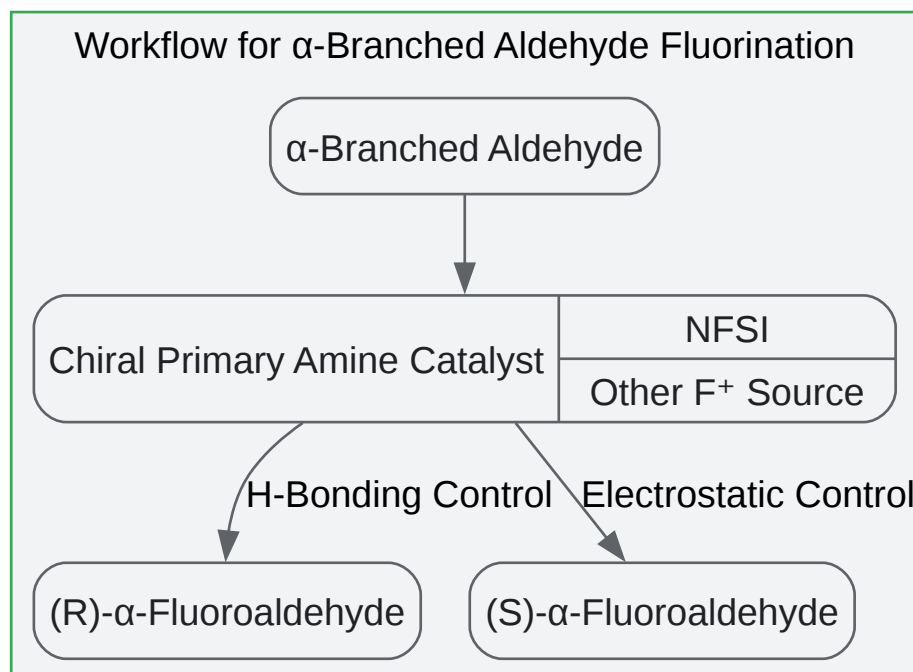 Workflow for α-Branched Aldehyde Fluorination
α-Branched Aldehyde
Chiral Primary Amine Catalyst
NFSI
Other F⁺ Source
H-Bonding Control
Electrostatic Control
(R)-α-Fluoroaldehyde
(S)-α-Fluoroaldehyde